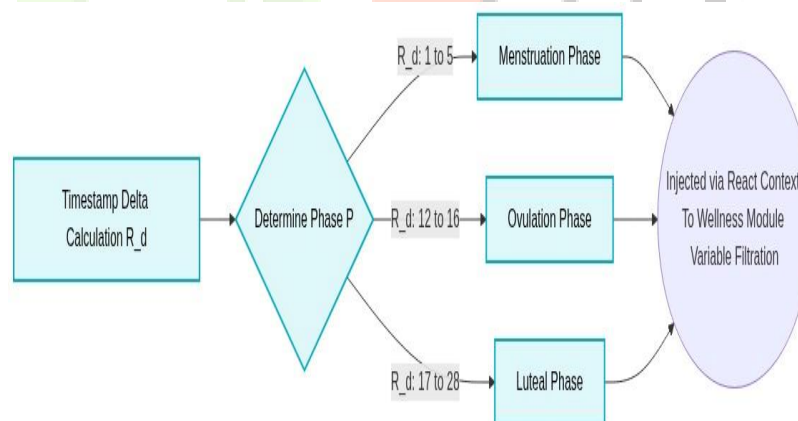 Timestamp Delta
Calculation R_d
Determine Phase P
R_d: 1 to 5
Menstruation Phase
R_d: 12 to 16
Ovulation Phase
R_d: 17 to 28
Luteal Phase
Injected via React Context
To Wellness Module
Variable Filtration